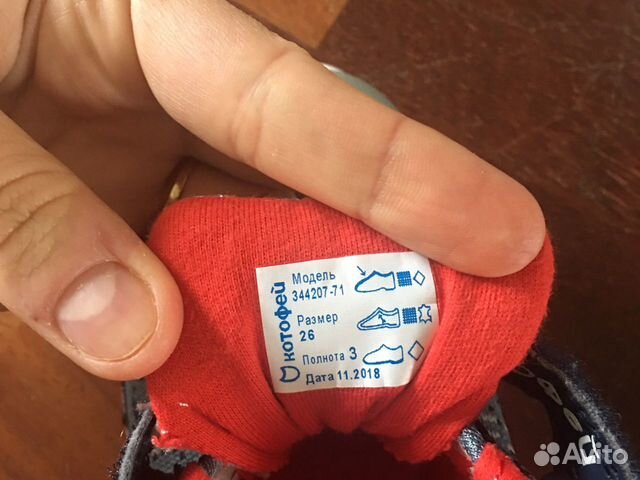 котофей
Модель
344207-71
Размер
26
Полнота 3
Дата 11.2018
Avito